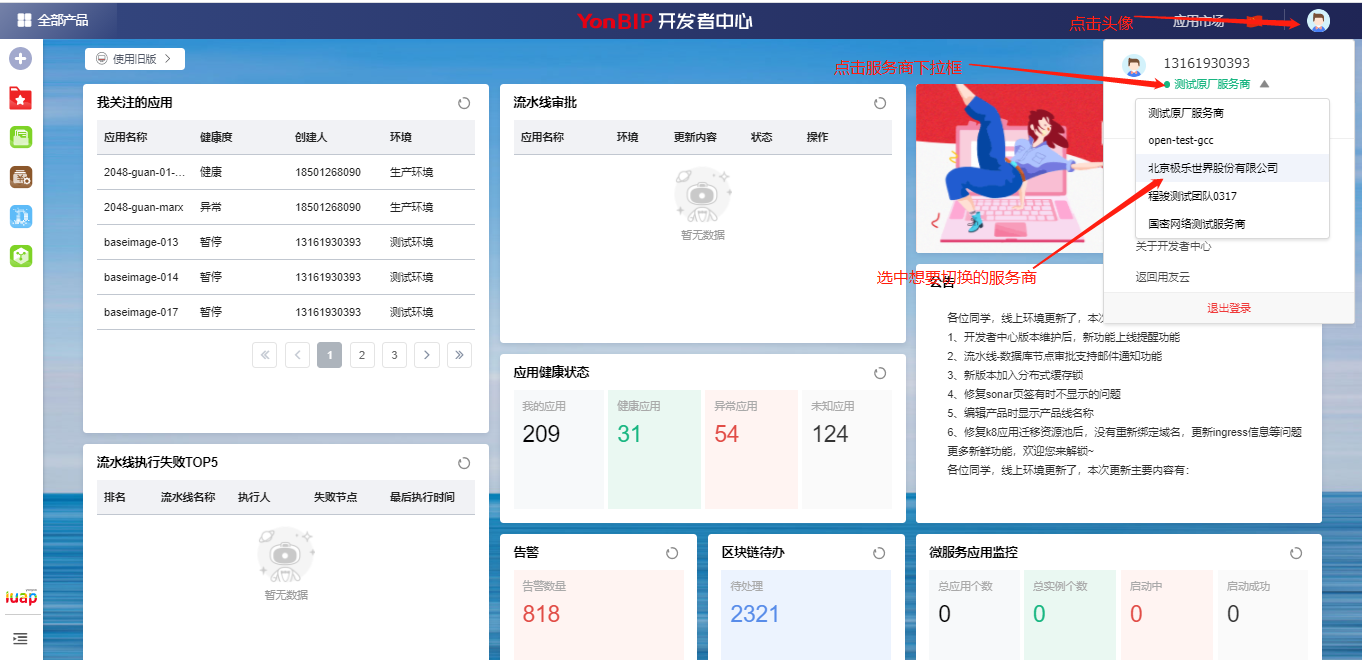 全部产品
YonBIP 开发者中心
点击头像
应用市场
使用旧版
点击服务商下拉框
13161930393
测试原厂服务商
测试原厂服务商
open-test-gcc
北京极乐世界股份有限公司
程骏测试团队0317
国密网络测试服务商
关于开发者中心
返回用友云
退出登录
选中想要切换的服务商
我关注的应用
应用名称 健康度 创建人 环境
2048-guan-01-... 健康 18501268090 生产环境
2048-guan-marx 异常 18501268090 生产环境
baseimage-013 暂停 13161930393 测试环境
baseimage-014 暂停 13161930393 测试环境
baseimage-017 暂停 13161930393 测试环境
« < 1 2 3 > »
流水线审批
应用名称 环境 更新内容 状态 操作
暂无数据
公告
各位同学，线上环境更新了，本次
1、开发者中心版本维护后，新功能上线提醒功能
2、流水线-数据库节点审批支持邮件通知功能
3、新版本加入分布式缓存锁
4、修复sonar页签有时不显示的问题
5、编辑产品时显示产品线名称
6、修复k8应用迁移资源池后，没有重新绑定域名，更新ingress信息等问题
更多新鲜功能，欢迎您来解锁~
各位同学，线上环境更新了，本次更新主要内容有：
应用健康状态
我的应用 健康应用 异常应用 未知应用
209 31 54 124
流水线执行失败TOP5
排名 流水线名称 执行人 失败节点 最后执行时间
暂无数据
告警
告警数量
818
区块链待办
待处理
2321
微服务应用监控
总应用个数 总实例个数 启动中 启动成功
0 0 0 0
iuap